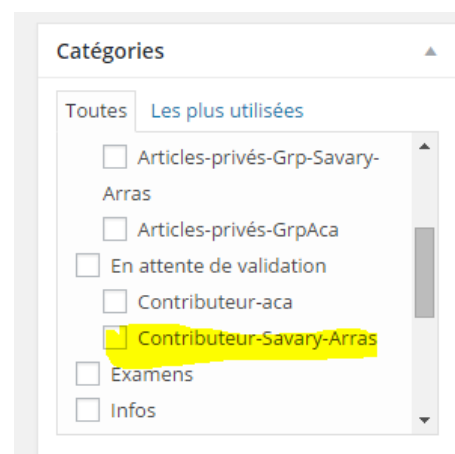 Catégories
Toutes Les plus utilisées
Articles-privés-Grp-Savary-
Arras
Articles-privés-GrpAca
En attente de validation
Contributeur-aca
Contributeur-Savary-Arras
Examens
Infos